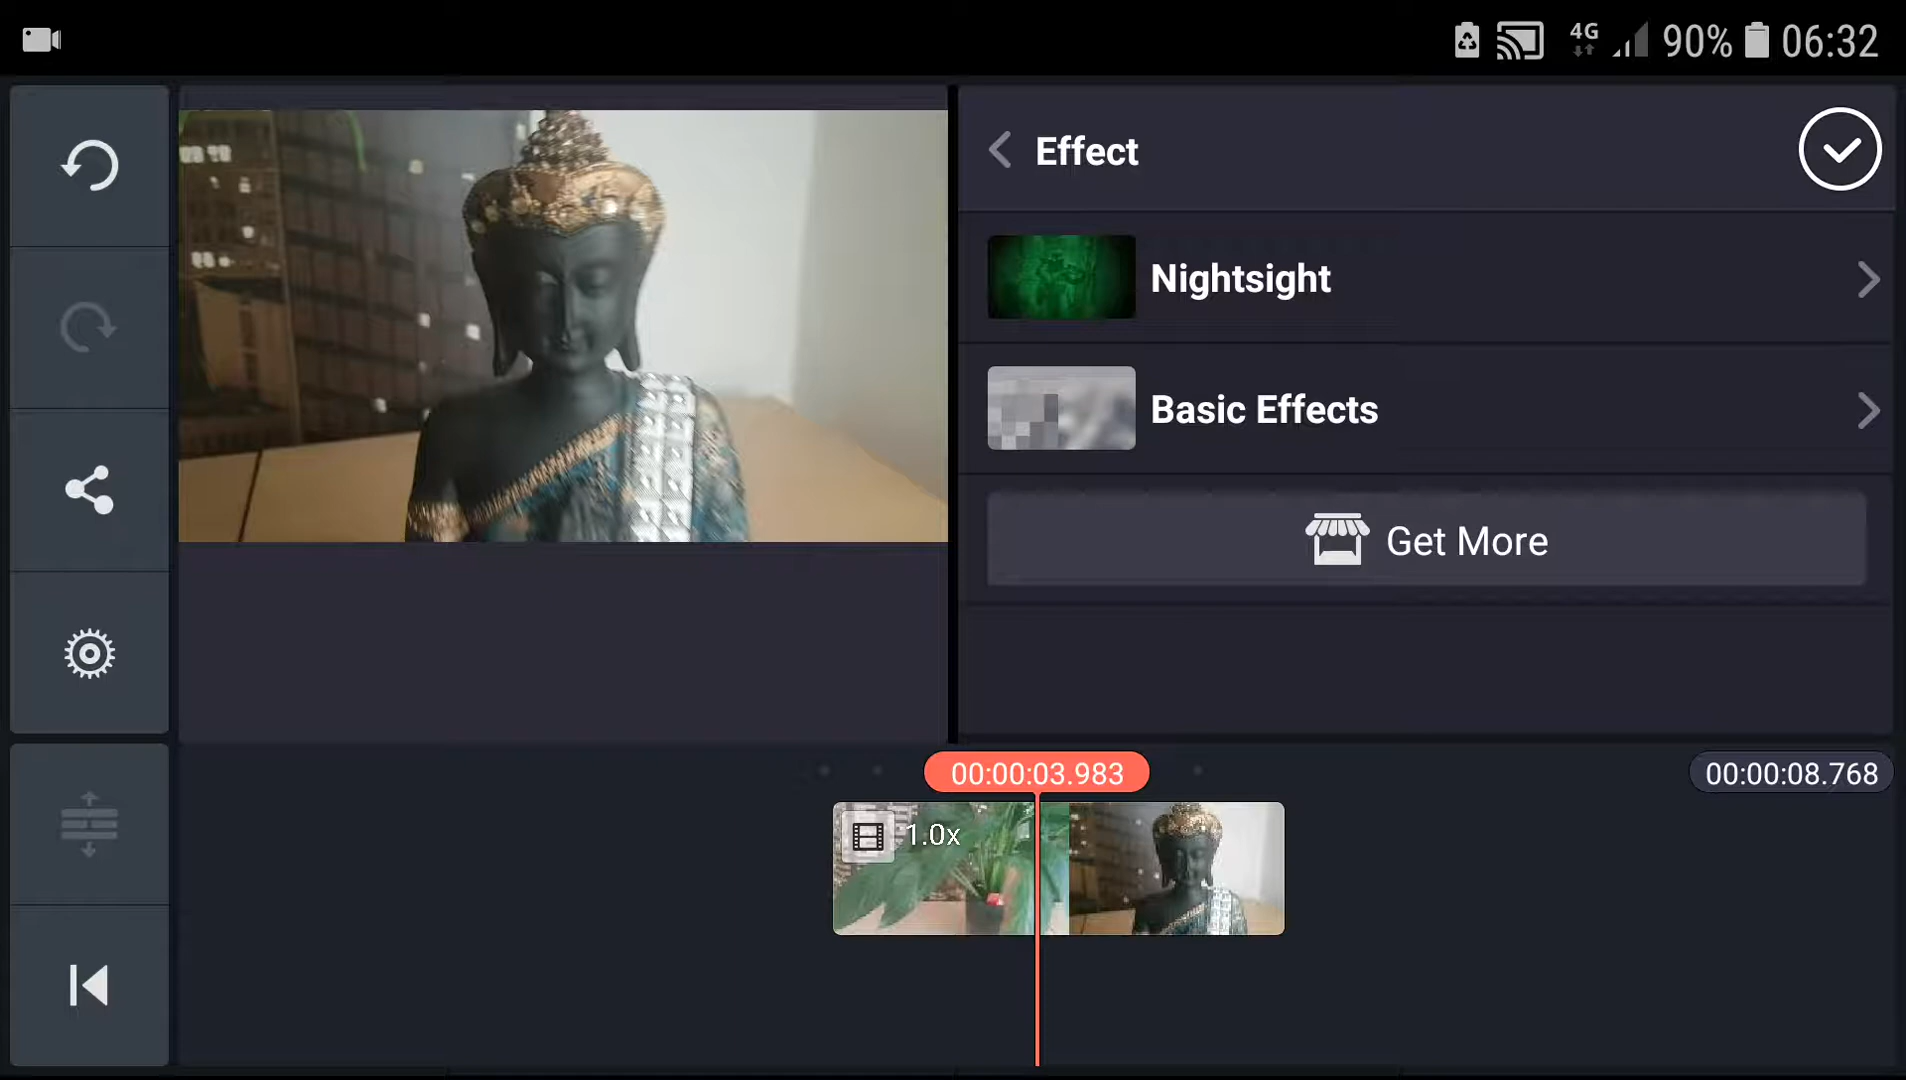 4G 90% 06:32
Effect
Nightsight
Basic Effects
Get More
00:00:03.983
00:00:08.768
1.0x